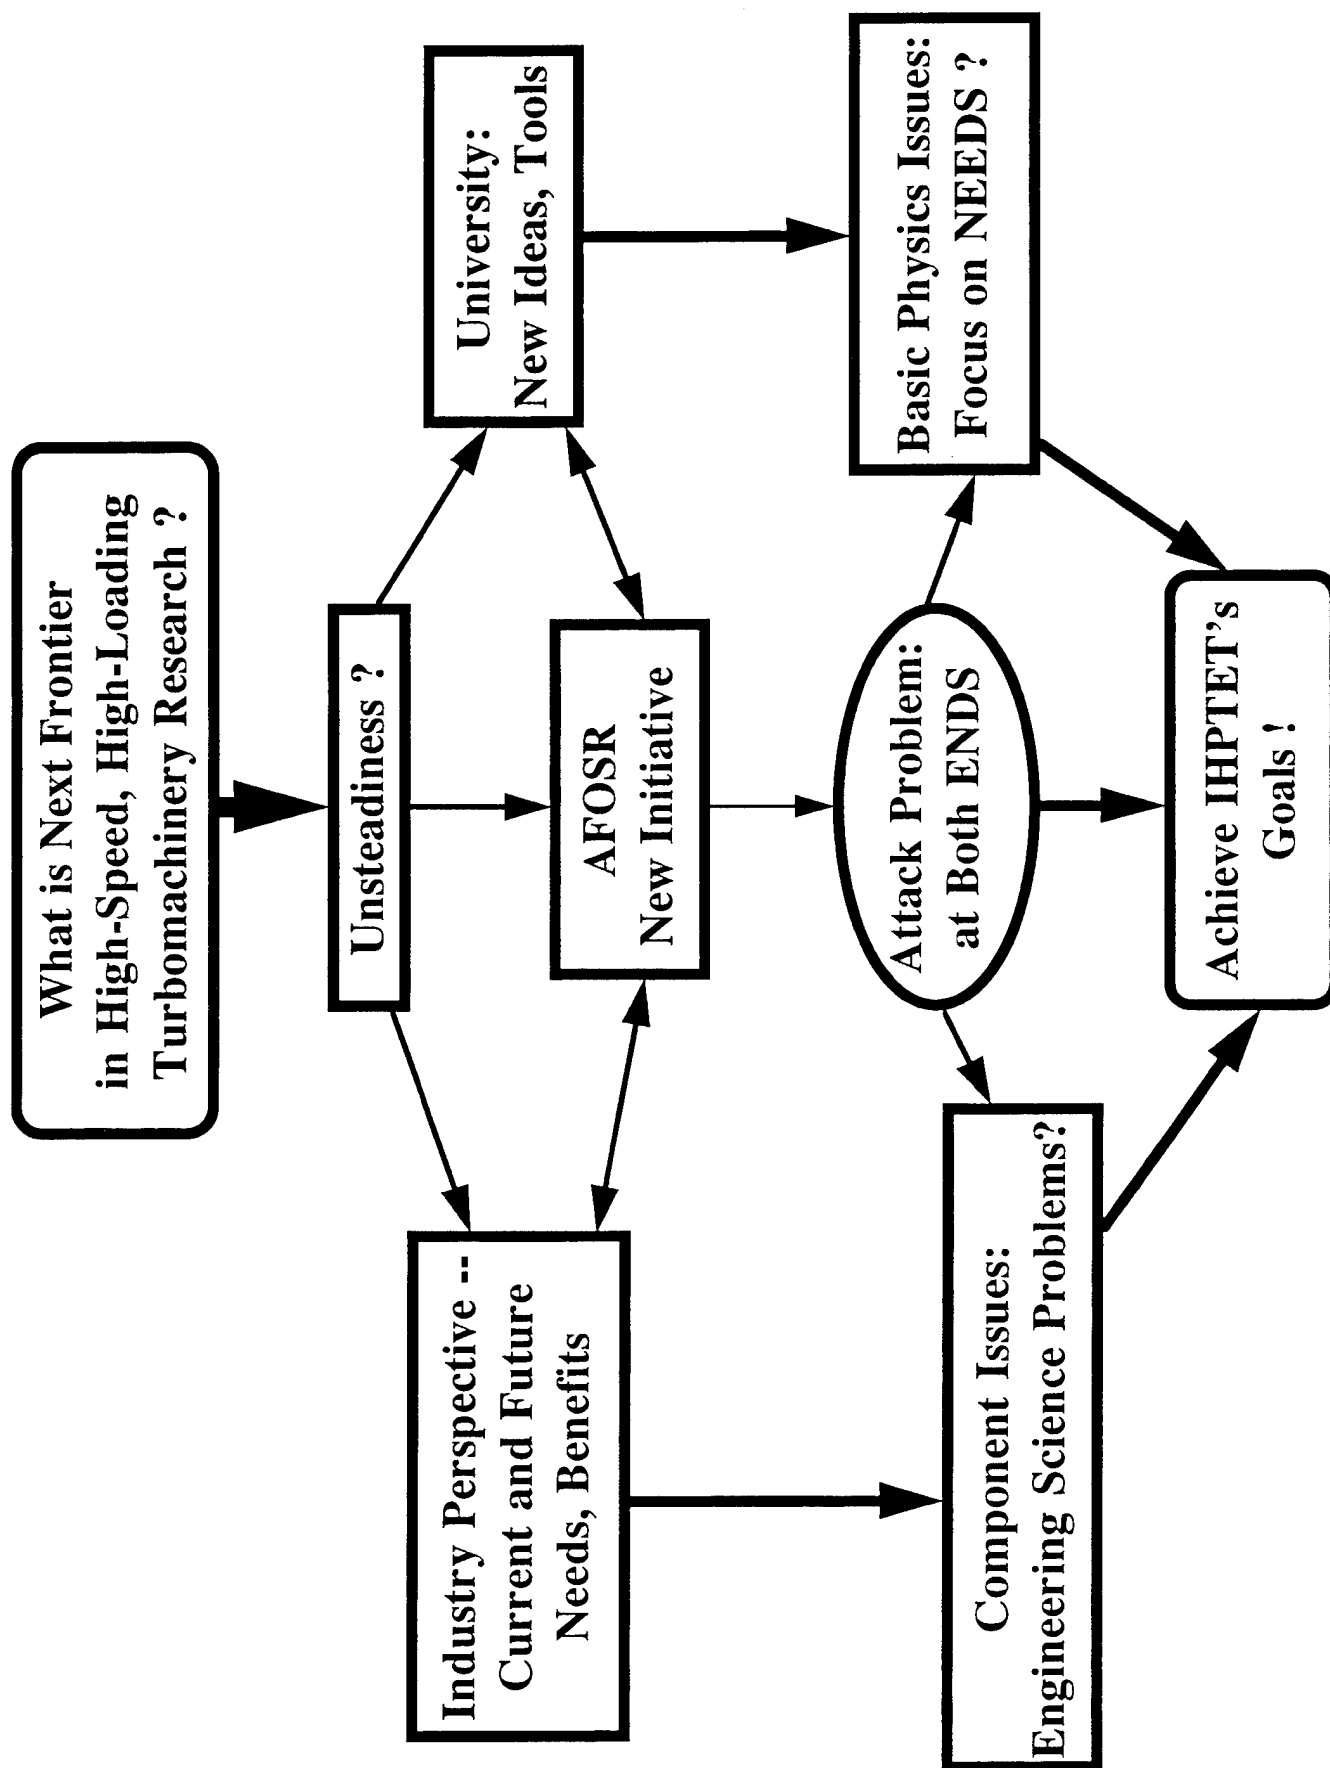 What is Next Frontier
in High-Speed, High-Loading
Turbomachinery Research ?
Unsteadiness ?
Industry Perspective --
Current and Future
Needs, Benefits
AFOSR
New Initiative
University:
New Ideas, Tools
Attack Problem:
at Both ENDS
Component Issues:
Engineering Science Problems?
Basic Physics Issues:
Focus on NEEDS ?
Achieve IHPTET's
Goals !